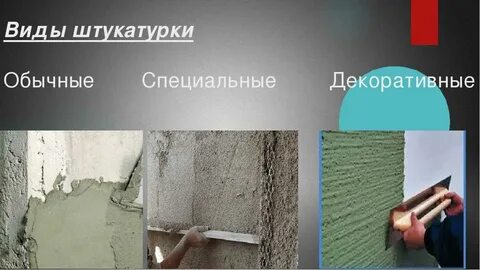 Виды штукатурки
Обычные Специальные Декоративные